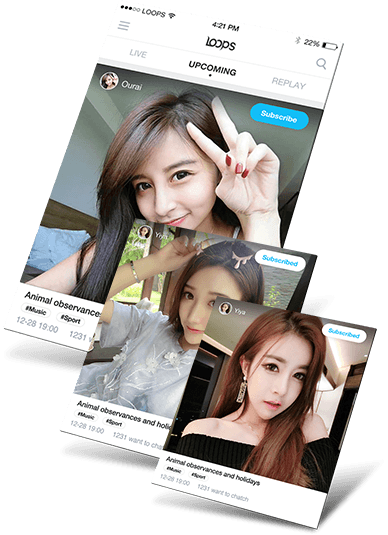 LOOPS
4:21 PM
22%
LOOPS
LIVE
UPCOMING
REPLAY
Ourai
Subscribe
Animal observances
#Music #Sport
12-28 19:00 1231
Yiya
Subscribed
Animal observances and holiday
#Music #Sport
12-28 19:00 1231 want to
Yiya
Subscribed
Animal observances and holidays
#Music #Sport
12-28 19:00 1231 want to chatch